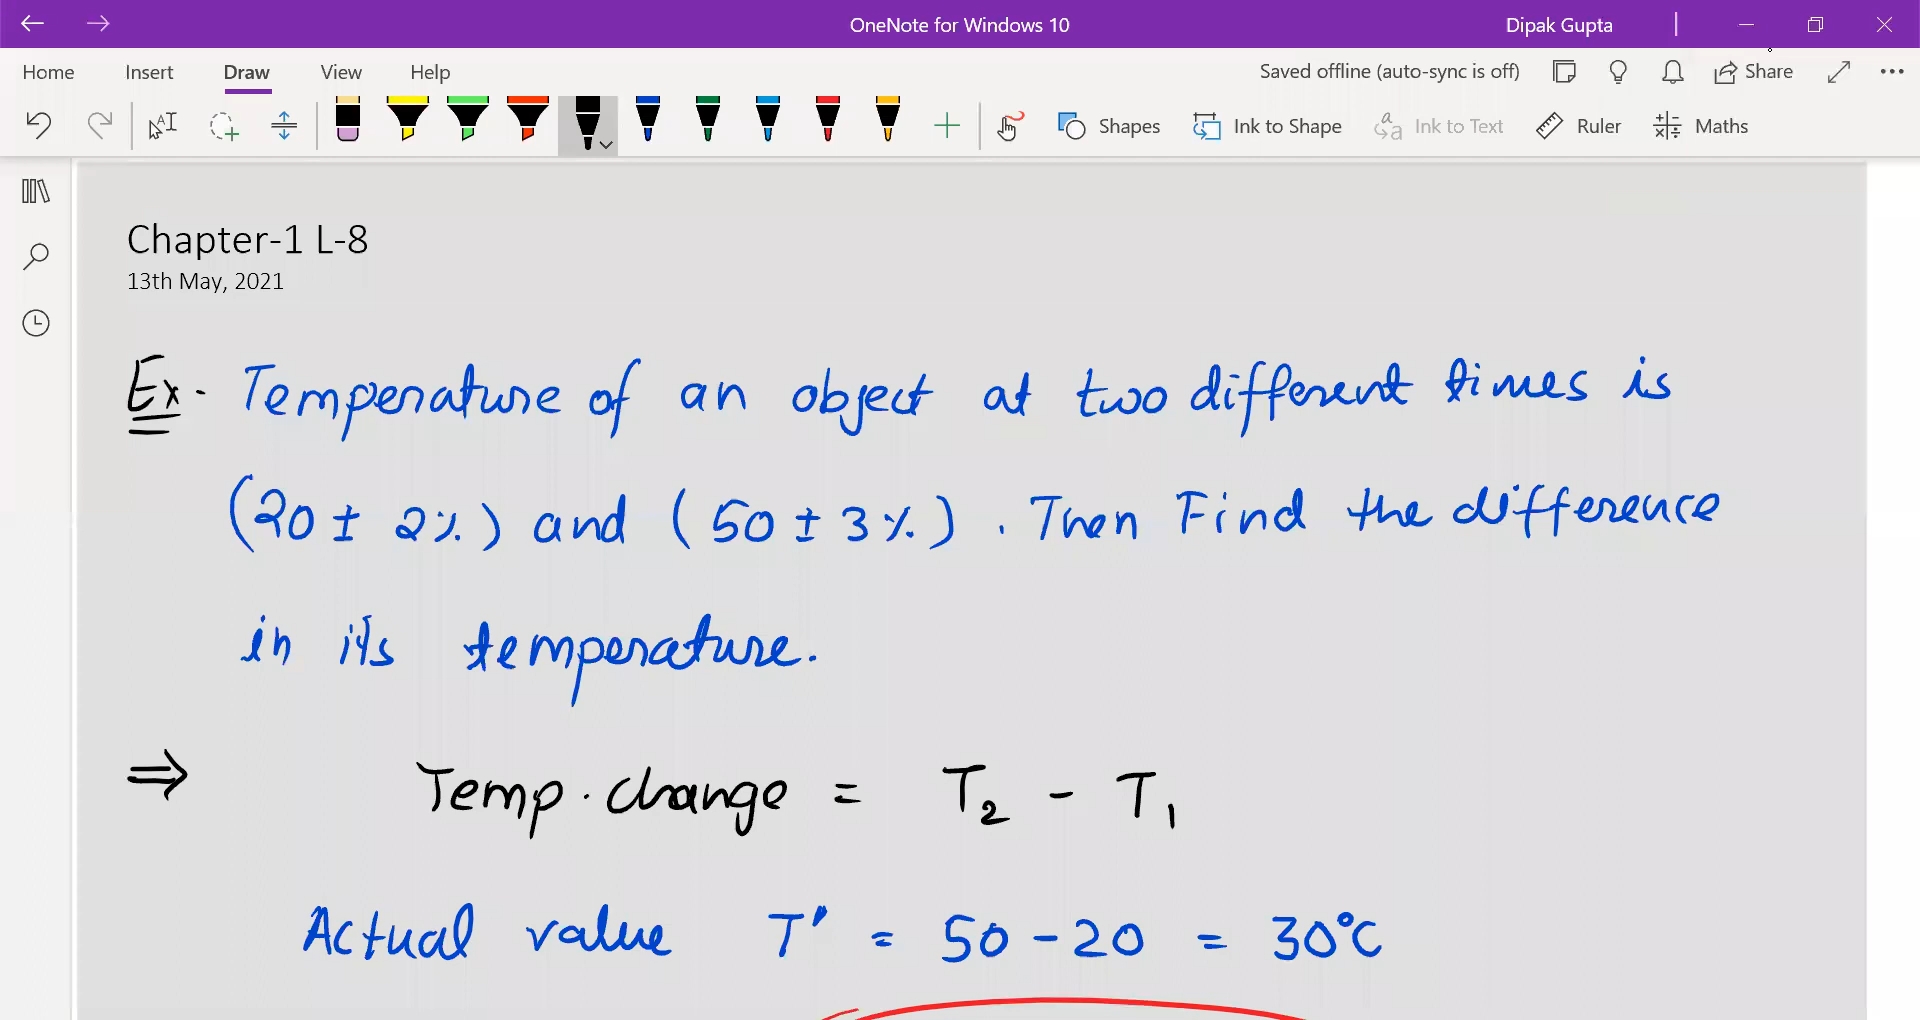 OneNote for Windows 10
Dipak Gupta
Home Insert Draw View Help
Saved offline (auto-sync is off) Share
Shapes Ink to Shape Ink to Text Ruler Maths
Chapter-1 L-8
13th May, 2021
Ex. Temperature of an object at two different times is
(20 ± 2%) and (50 ± 3%). Then Find the difference
in its temperature.
⇒ Temp. change = T₂ - T₁
Actual value T' = 50 - 20 = 30°C